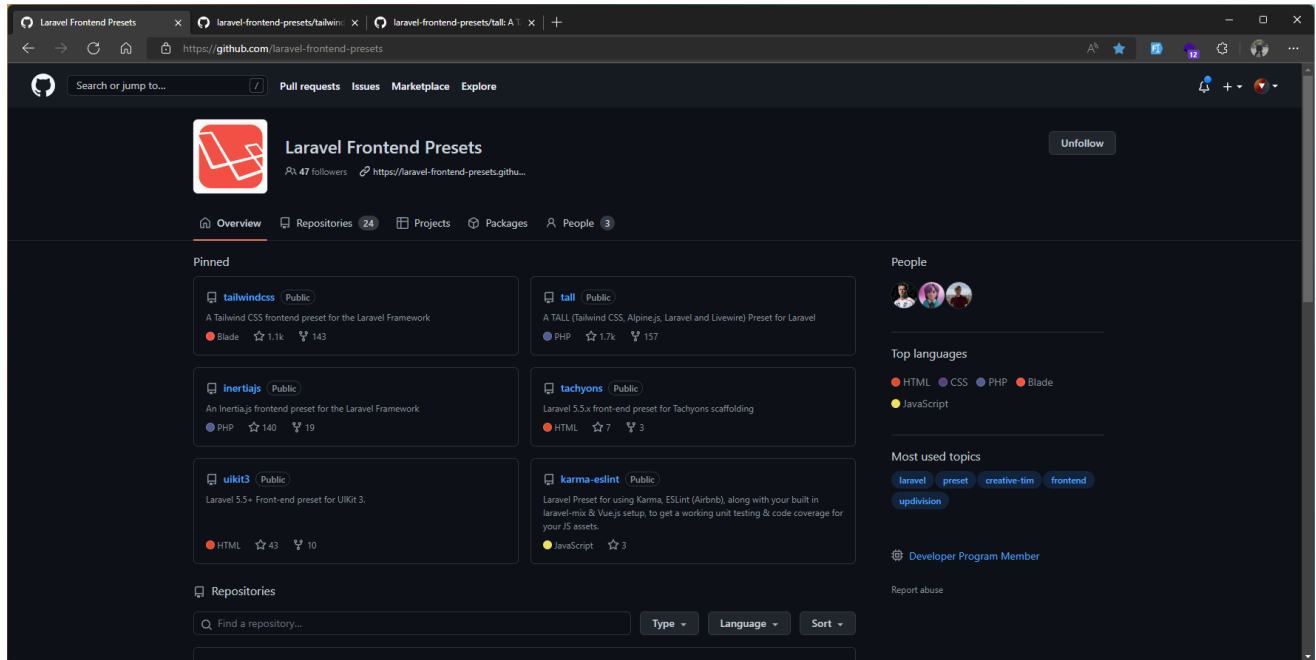 Laravel Frontend Presets
laravel-frontend-presets/tailwind
laravel-frontend-presets/tall: A T
https://github.com/laravel-frontend-presets
12
Search or jump to...
/
Pull requests Issues Marketplace Explore
Laravel Frontend Presets
47 followers https://laravel-frontend-presets.githu...
Unfollow
Overview Repositories 24 Projects Packages People 3
Pinned
tailwindcss Public
A Tailwind CSS frontend preset for the Laravel Framework
Blade 1.1k 143
tall Public
A TALL (Tailwind CSS, Alpine.js, Laravel and Livewire) Preset for Laravel
PHP 1.7k 157
inertiajs Public
An Inertia.js frontend preset for the Laravel Framework
PHP 140 19
tachyons Public
Laravel 5.5.x front-end preset for Tachyons scaffolding
HTML 7 3
uikit3 Public
Laravel 5.5+ Front-end preset for UIKit 3.
HTML 43 10
karma-eslint Public
Laravel Preset for using Karma, ESLint (Airbnb), along with your built in
laravel-mix & Vue.js setup, to get a working unit testing & code coverage for
your JS assets.
JavaScript 3
Repositories
Find a repository...
Type Language Sort
People
Top languages
HTML CSS PHP Blade
JavaScript
Most used topics
laravel preset creative-tim frontend
updivision
Developer Program Member
Report abuse